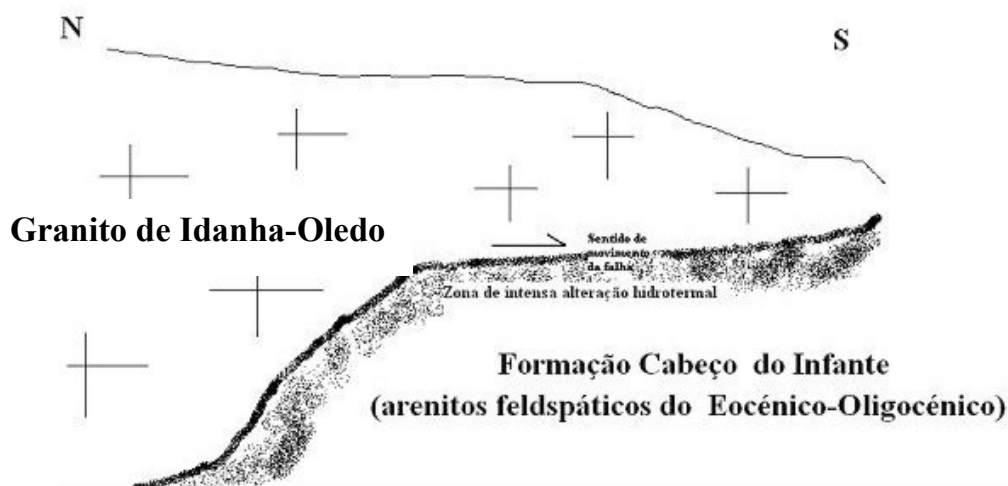 N
S
Granito de Idanha-Oledo
Sentido de
movimento
da falha
Zona de intensa alteração hidrotermal
Formação Cabeço do Infante
(arenitos feldspáticos do Eocénico-Oligocénico)